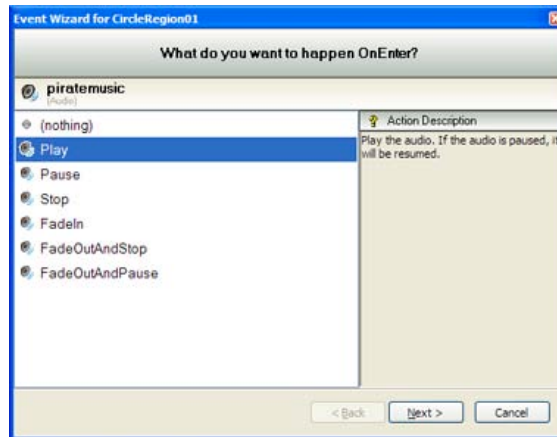 Event Wizard for CircleRegion01
What do you want to happen OnEnter?
piratemusic
(Audio)
(nothing)
Action Description
Play
Play the audio. If the audio is paused, it
will be resumed.
Pause
Stop
FadeIn
FadeOutAndStop
FadeOutAndPause
< Back
Next >
Cancel